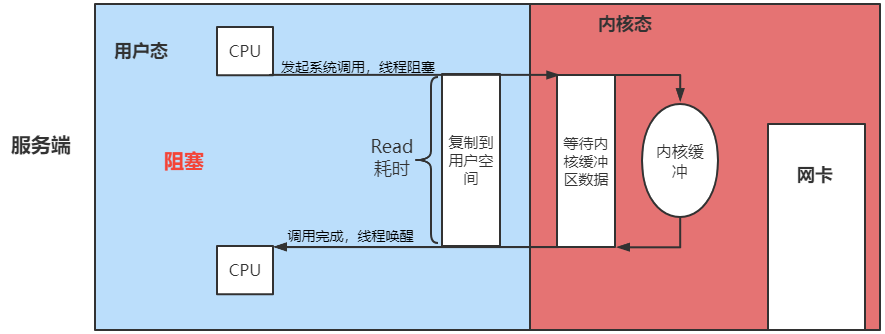 内核态
用户态
CPU
发起系统调用，线程阻塞
服务端
阻塞
Read
耗时
复制到
用户空
间
等待内
核缓冲
区数据
内核缓
冲
网卡
调用完成，线程唤醒
CPU